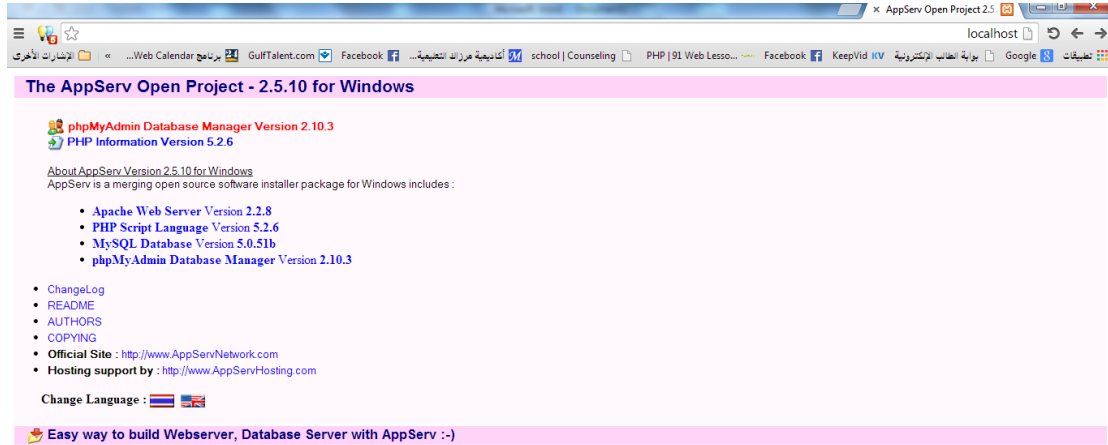 AppServ Open Project 2.5
localhost
تطبيقات Google بوابة الطالب الإلكترونية KeepVid KV Facebook PHP | 91 Web Lesso... school | Counseling أكاديمية مرزاك التعليمية... Facebook GulfTalent.com برنامج Web Calendar... » الإشارات الأخرى
The AppServ Open Project - 2.5.10 for Windows
phpMyAdmin Database Manager Version 2.10.3
PHP Information Version 5.2.6
About AppServ Version 2.5.10 for Windows
AppServ is a merging open source software installer package for Windows includes :
Apache Web Server Version 2.2.8
PHP Script Language Version 5.2.6
MySQL Database Version 5.0.51b
phpMyAdmin Database Manager Version 2.10.3
ChangeLog
README
AUTHORS
COPYING
Official Site : http://www.AppServNetwork.com
Hosting support by : http://www.AppServHosting.com
Change Language :
Easy way to build Webserver, Database Server with AppServ :-)